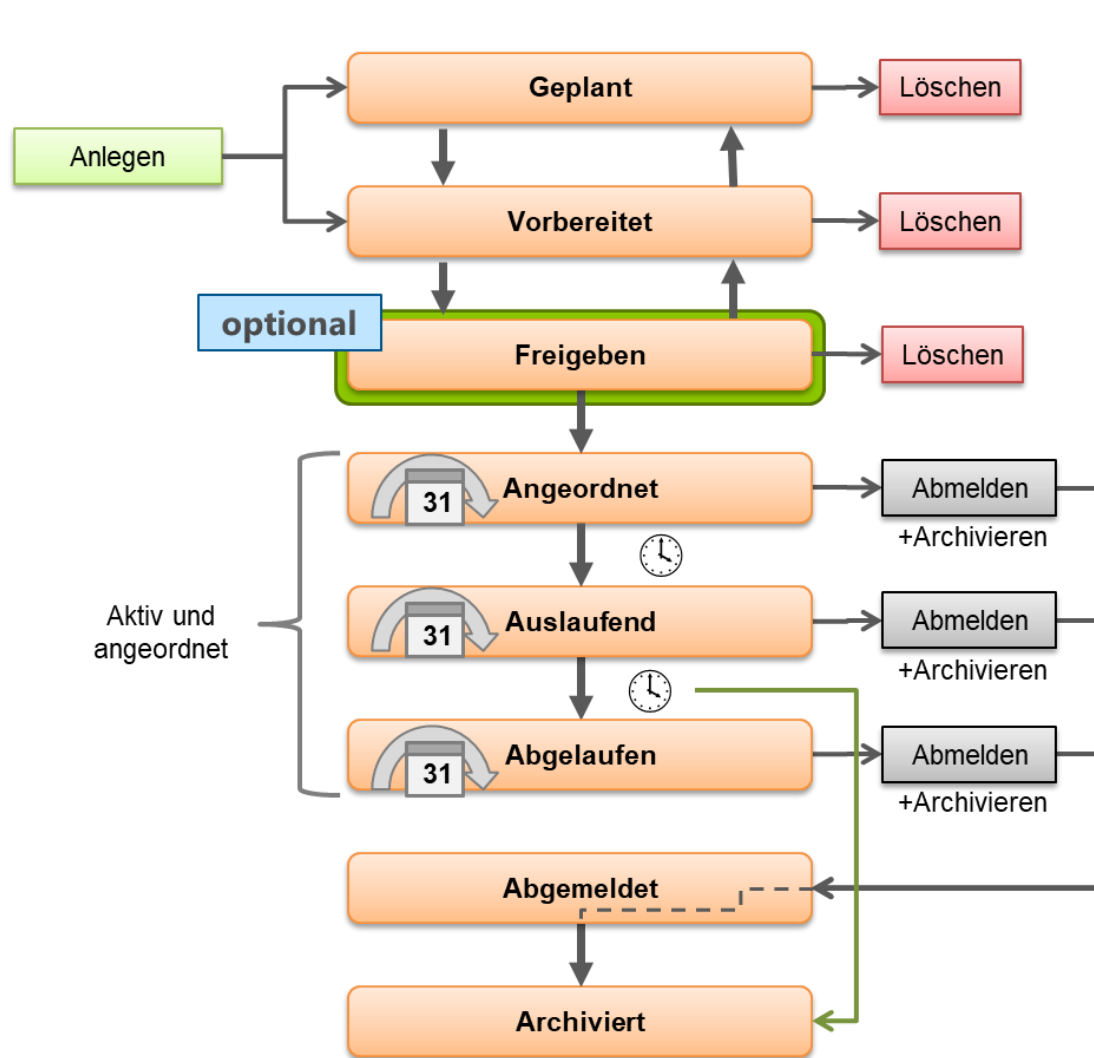 Geplant
Löschen
Anlegen
Vorbereitet
Löschen
optional
Freigeben
Löschen
31
Angeordnet
Abmelden
+Archivieren
Aktiv und
angeordnet
31
Auslaufend
Abmelden
+Archivieren
31
Abgelaufen
Abmelden
+Archivieren
Abgemeldet
Archiviert